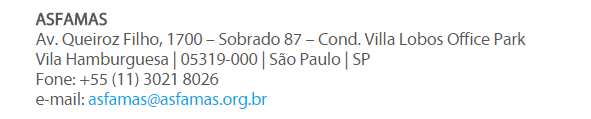 ASFAMAS
Av. Queiroz Filho, 1700 – Sobrado 87 – Cond. Villa Lobos Office Park
Vila Hamburguesa | 05319-000 | São Paulo | SP
Fone: +55 (11) 3021 8026
e-mail: asfamas@asfamas.org.br